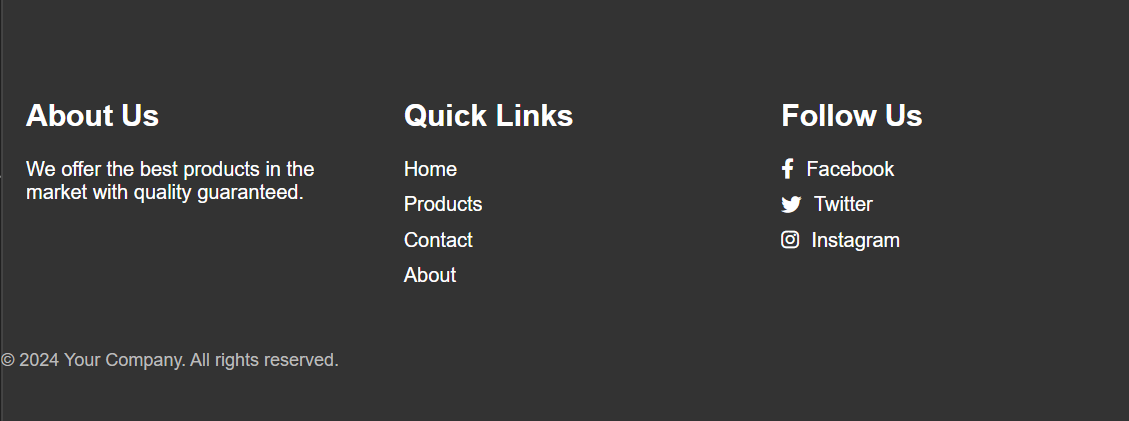 About Us
We offer the best products in the
market with quality guaranteed.
Quick Links
Home
Products
Contact
About
Follow Us
Facebook
Twitter
Instagram
© 2024 Your Company. All rights reserved.